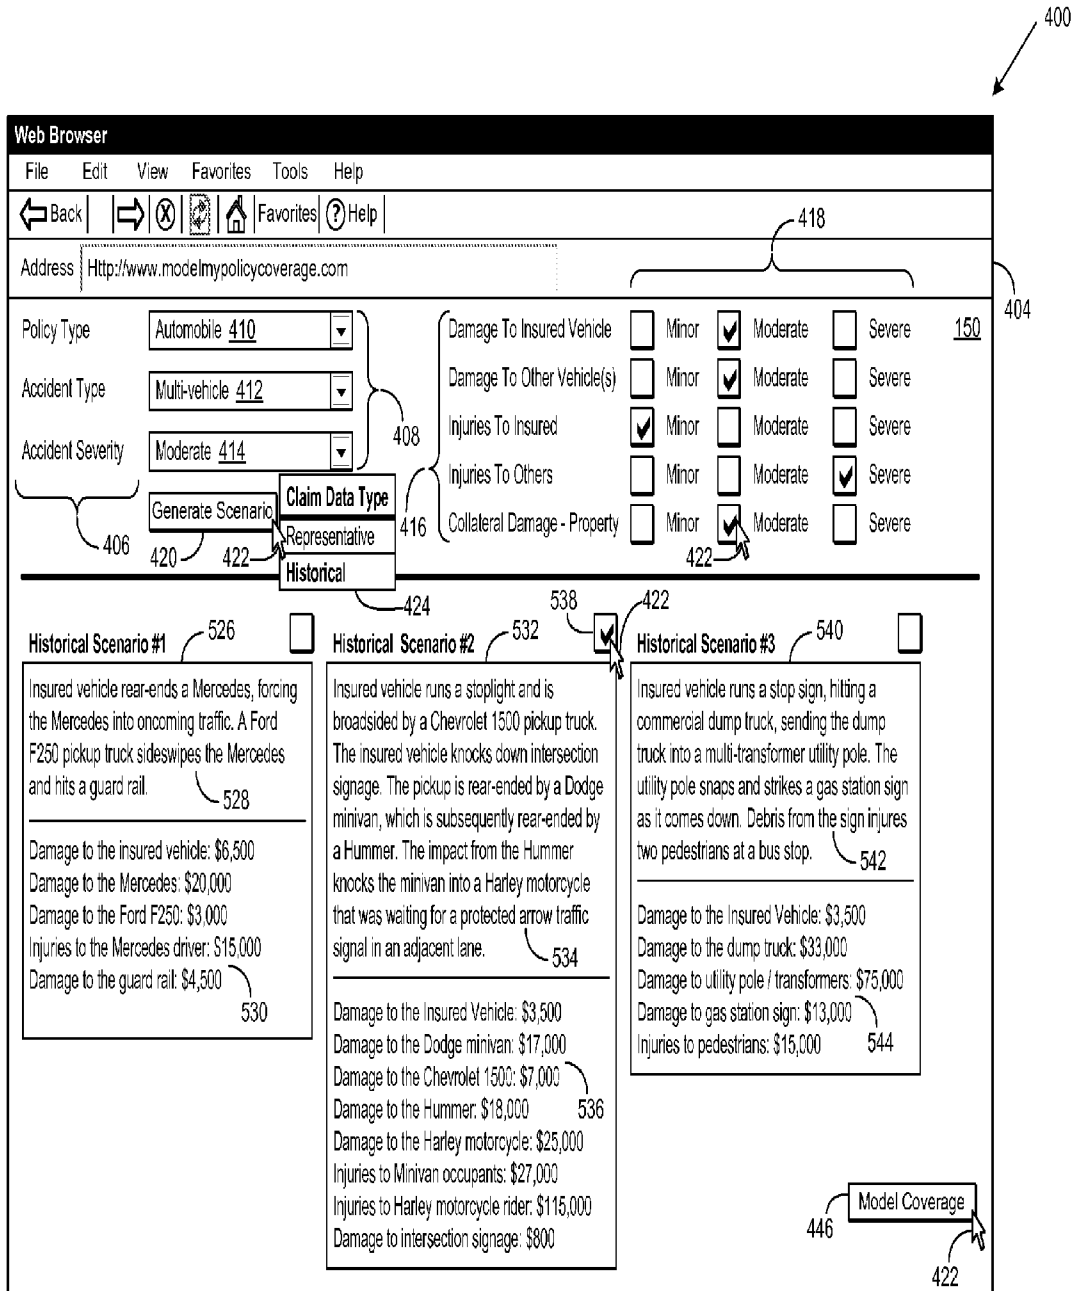 400
Web Browser
File Edit View Favorites Tools Help
Back Favorites Help
418
Address Http://www.modelmypolicycoverage.com
404
Policy Type Automobile 410
Accident Type Multi-vehicle 412
Accident Severity Moderate 414
408
406
Generate Scenario
420
422
Claim Data Type
Representative
Historical
424
416
Damage To Insured Vehicle Minor Moderate Severe 150
Damage To Other Vehicle(s) Minor Moderate Severe
Injuries To Insured Minor Moderate Severe
Injuries To Others Minor Moderate Severe
Collateral Damage - Property Minor Moderate Severe
422
Historical Scenario #1 526
Insured vehicle rear-ends a Mercedes, forcing
the Mercedes into oncoming traffic. A Ford
F250 pickup truck sideswipes the Mercedes
and hits a guard rail.
528
Damage to the insured vehicle: $6,500
Damage to the Mercedes: $20,000
Damage to the Ford F250: $3,000
Injuries to the Mercedes driver: $15,000
Damage to the guard rail: $4,500
530
538 422
Historical Scenario #2 532
Insured vehicle runs a stoplight and is
broadsided by a Chevrolet 1500 pickup truck.
The insured vehicle knocks down intersection
signage. The pickup is rear-ended by a Dodge
minivan, which is subsequently rear-ended by
a Hummer. The impact from the Hummer
knocks the minivan into a Harley motorcycle
that was waiting for a protected arrow traffic
signal in an adjacent lane.
534
Damage to the Insured Vehicle: $3,500
Damage to the Dodge minivan: $17,000
Damage to the Chevrolet 1500: $7,000
Damage to the Hummer: $18,000
536
Damage to the Harley motorcycle: $25,000
Injuries to Minivan occupants: $27,000
Injuries to Harley motorcycle rider: $115,000
Damage to intersection signage: $800
Historical Scenario #3 540
Insured vehicle runs a stop sign, hitting a
commercial dump truck, sending the dump
truck into a multi-transformer utility pole. The
utility pole snaps and strikes a gas station sign
as it comes down. Debris from the sign injures
two pedestrians at a bus stop.
542
Damage to the Insured Vehicle: $3,500
Damage to the dump truck: $33,000
Damage to utility pole / transformers: $75,000
Damage to gas station sign: $13,000
Injuries to pedestrians: $15,000
544
Model Coverage
446
422